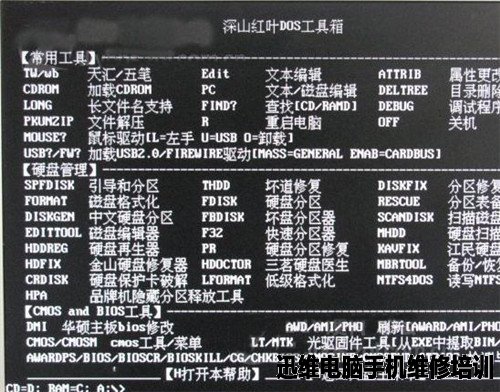 深山红叶DOS工具箱
【常用工具】
TW/wb 天汇/五笔 Edit 文本编辑 ATTRIB 属性更改
CDROM 加载CDROM PC 文本/磁盘编辑 DELTREE 目录删除
LONG 长文件名支持 FIND? 查找[CD/RAMD] DEBUG 调试程序
PKUNZIP 文件解压 R 重启电脑 OFF 关机
MOUSE? 鼠标驱动[L=左手 U=USB O=卸载]
USB?/FW? 加载USB2.0/FIREWIRE驱动[MASS=GENERAL ENAB=CARDBUS]
【硬盘管理】
SPFDISK 引导和分区 THDD 坏道修复 DISKFIX 分区修
FORMAT 磁盘格式化 FDISK 硬盘分区 RESCUE 分区表备
DISKGEN 中文硬盘分区 FBDISK 坏盘分区器 SCANDISK 扫描磁
EDITTOOL 磁盘编辑器 F32 快速分区器 MHDD 硬盘扫描
HDDREG 硬盘再生器 PR 硬盘修复 KAVFIX 江民硬
HDFIX 金山硬盘修复器 HDOCTOR 三名硬盘医生 MBRTOOL 备份/恢
CRDISK 硬盘保护卡破解 LFORMAT 低级格式化 NTFS4DOS 读写NTFS
HPA 品牌机隐藏分区释放工具
【CMOS and BIOS工具】
DMI 华硕主板bios修改 AWD/AMI/PHO 刷新[AWARD/AMI/PHO
CMOS/CMOSM cmos工具/菜单 LT/MTK 光驱固件工具[从EXE中提取BIN/
AWARDPS/BIOS/BIOSCR/BIOSKILL/CG/CHKE
【H打开本帮助】
迅维电脑手机维修培训
CD=D: RAM=C: A:\>